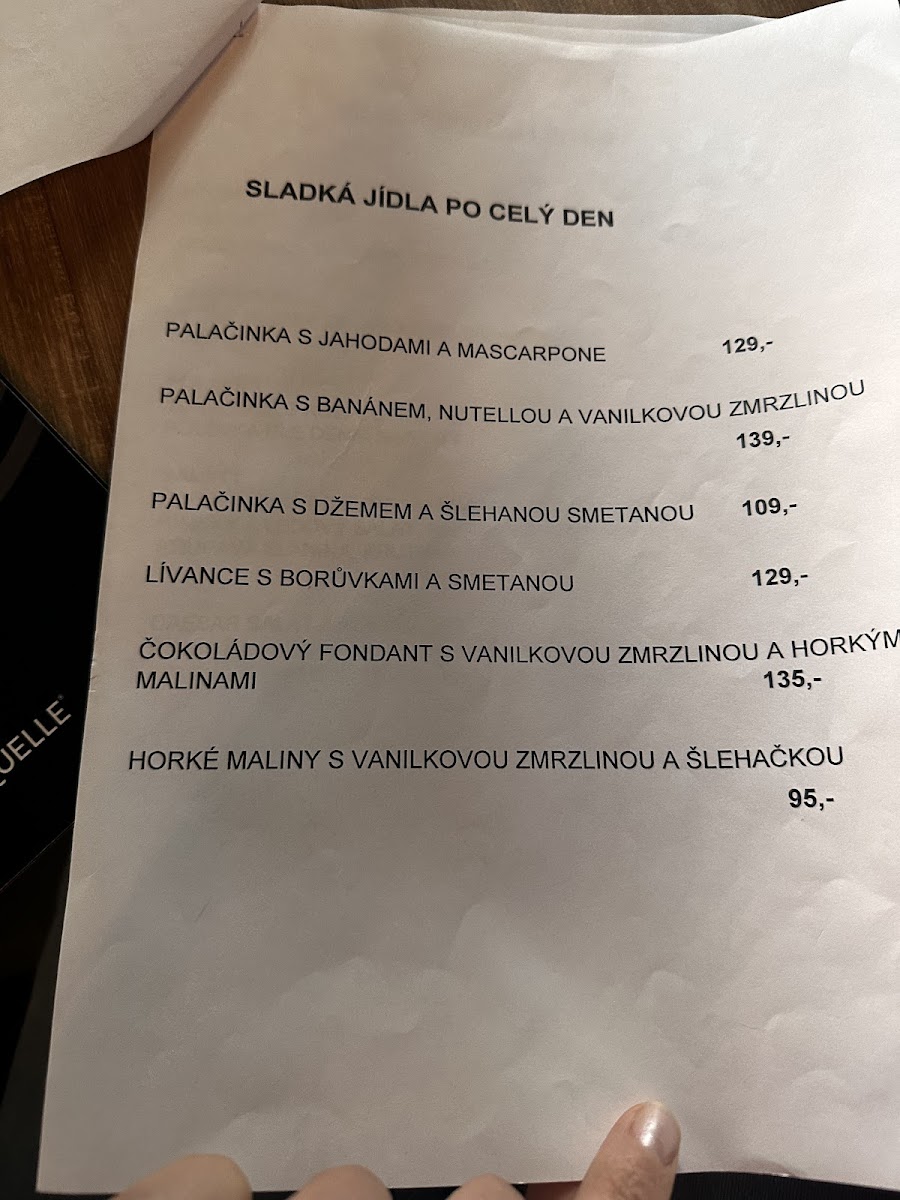 SLADKÁ JÍDLA PO CELÝ DEN
PALAČINKA S JAHODAMI A MASCARPONE 129,-
PALAČINKA S BANÁNEM, NUTELLOU A VANILKOVOU ZMRZLINOU
139,-
PALAČINKA S DŽEMEM A ŠLEHANOU SMETANOU 109,-
LÍVANCE S BORŮVKAMI A SMETANOU 129,-
ČOKOLÁDOVÝ FONDANT S VANILKOVOU ZMRZLINOU A HORKÝM
MALINAMI 135,-
HORKÉ MALINY S VANILKOVOU ZMRZLINOU A ŠLEHAČKOU
95,-
UELLE